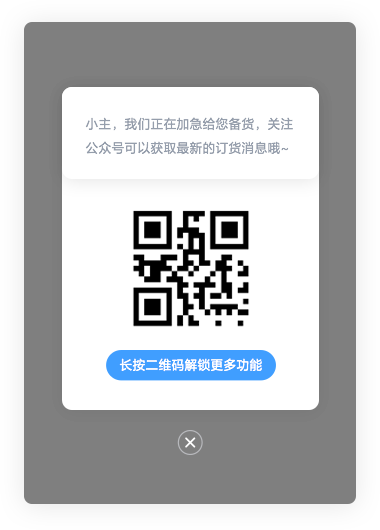 小主，我们正在加急给您备货，关注
公众号可以获取最新的订货消息哦~
长按二维码解锁更多功能